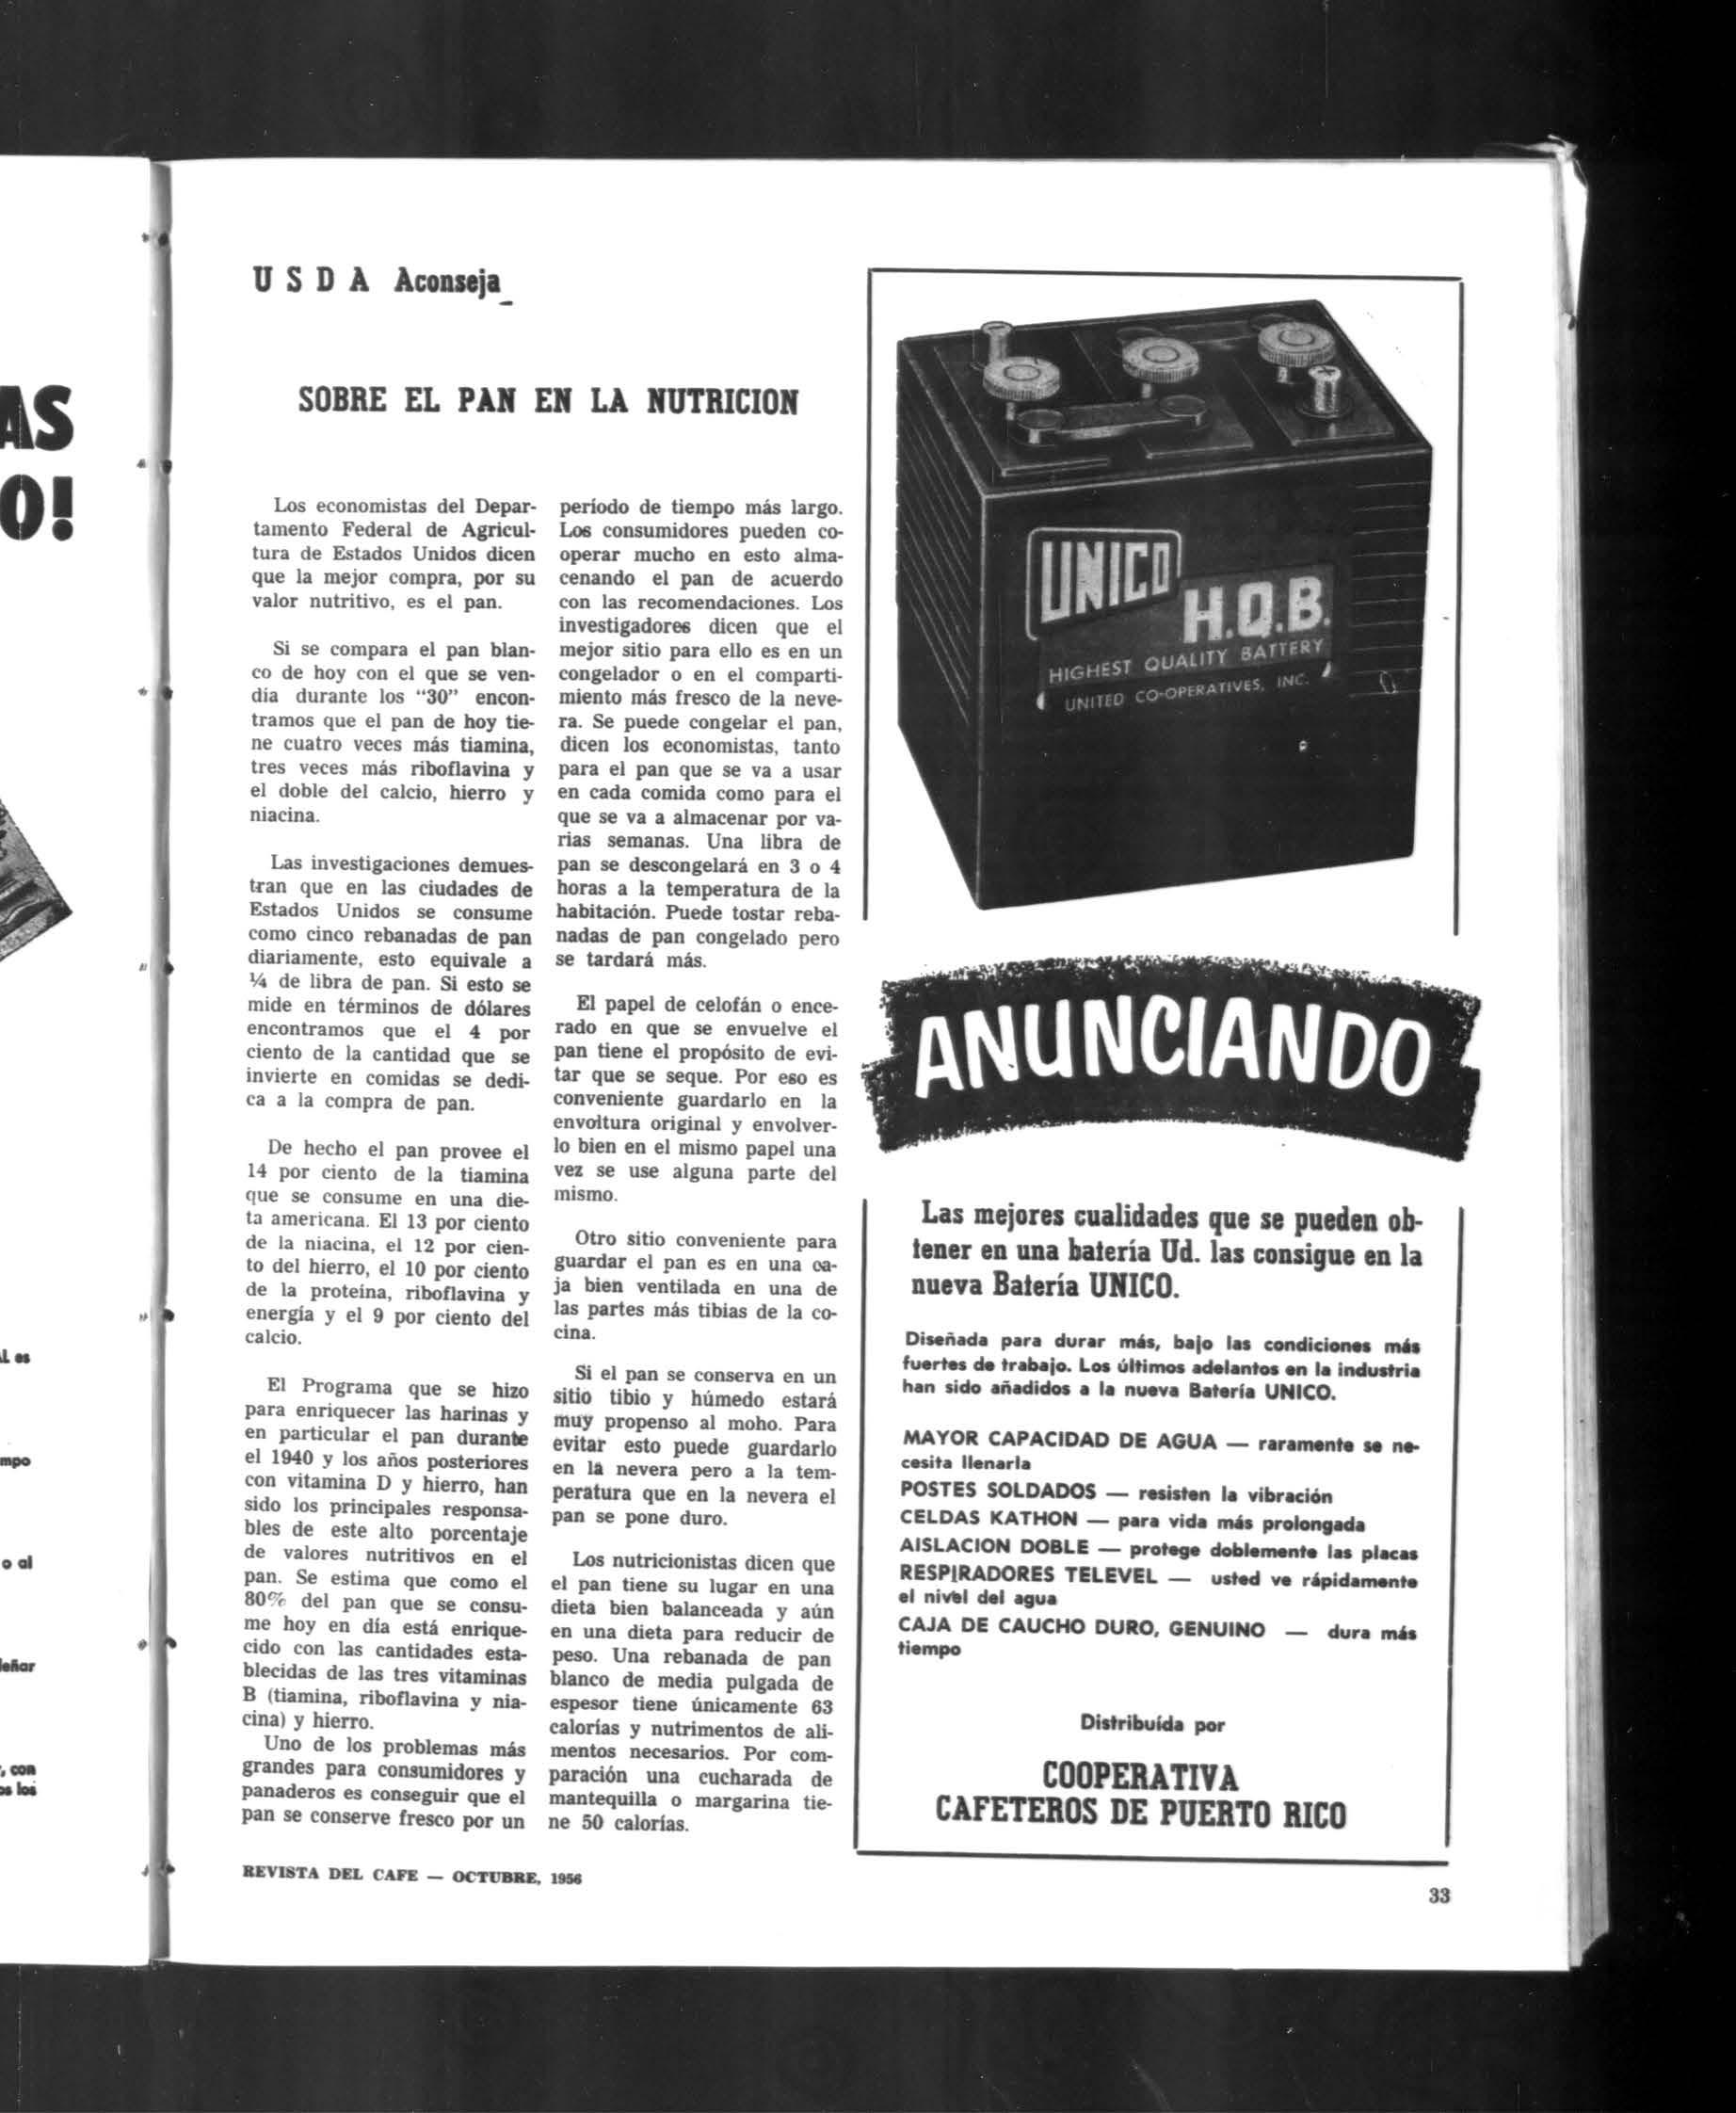 AS
O!
AL es
mpo
o al
leñar
, con
os los
U S D A Aconseja
SOBRE EL PAN EN LA NUTRICION
Los economistas del Depar-
tamento Federal de Agricul-
tura de Estados Unidos dicen
que la mejor compra, por su
valor nutritivo, es el pan.
Si se compara el pan blan-
co de hoy con el que se ven-
día durante los "30" encon-
tramos que el pan de hoy tie-
ne cuatro veces más tiamina,
tres veces más riboflavina y
el doble del calcio, hierro y
niacina.
Las investigaciones demues-
tran que en las ciudades de
Estados Unidos se consume
como cinco rebanadas de pan
diariamente, esto equivale a
¼ de libra de pan. Si esto se
mide en términos de dólares
encontramos que el 4 por
ciento de la cantidad que se
invierte en comidas se dedi-
ca a la compra de pan.
De hecho el pan provee el
14 por ciento de la tiamina
que se consume en una die-
ta americana. El 13 por ciento
de la niacina, el 12 por cien-
to del hierro, el 10 por ciento
de la proteína, riboflavina y
energía y el 9 por ciento del
calcio.
El Programa que se hizo
para enriquecer las harinas y
en particular el pan durante
el 1940 y los años posteriores
con vitamina D y hierro, han
sido los principales responsa-
bles de este alto porcentaje
de valores nutritivos en el
pan. Se estima que como el
80% del pan que se consu-
me hoy en día está enrique-
cido con las cantidades esta-
blecidas de las tres vitaminas
B (tiamina, riboflavina y nia-
cina) y hierro.
Uno de los problemas más
grandes para consumidores y
panaderos es conseguir que el
pan se conserve fresco por un
período de tiempo más largo.
Los consumidores pueden co-
operar mucho en esto alma-
cenando el pan de acuerdo
con las recomendaciones. Los
investigadores dicen que el
mejor sitio para ello es en un
congelador o en el comparti-
miento más fresco de la neve-
ra. Se puede congelar el pan,
dicen los economistas, tanto
para el pan que se va a usar
en cada comida como para el
que se va a almacenar por va-
rias semanas. Una libra de
pan se descongelará en 3 o 4
horas a la temperatura de la
habitación. Puede tostar reba-
nadas de pan congelado pero
se tardará más.
El papel de celofán o ence-
rado en que se envuelve el
pan tiene el propósito de evi-
tar que se seque. Por eso es
conveniente guardarlo en la
envoltura original y envolver-
lo bien en el mismo papel una
vez se use alguna parte del
mismo.
Otro sitio conveniente para
guardar el pan es en una ca-
ja bien ventilada en una de
las partes más tibias de la co-
cina.
Si el pan se conserva en un
sitio tibio y húmedo estará
muy propenso al moho. Para
evitar esto puede guardarlo
en la nevera pero a la tem-
peratura que en la nevera el
pan se pone duro.
Los nutricionistas dicen que
el pan tiene su lugar en una
dieta bien balanceada y aún
en una dieta para reducir de
peso. Una rebanada de pan
blanco de media pulgada de
espesor tiene únicamente 63
calorías y nutrimentos de ali-
mentos necesarios. Por com-
paración una cucharada de
mantequilla o margarina tie-
ne 50 calorías.
UNICO
H.Q.B.
HIGHEST QUALITY BATTERY
UNITED CO-OPERATIVES, INC.
ANUNCIANDO
Las mejores cualidades que se pueden ob-
tener en una batería Ud. las consigue en la
nueva Batería UNICO.
Diseñada para durar más, bajo las condiciones más
fuertes de trabajo. Los últimos adelantos en la industria
han sido añadidos a la nueva Batería UNICO.
MAYOR CAPACIDAD DE AGUA — raramente se ne-
cesita llenarla
POSTES SOLDADOS — resisten la vibración
CELDAS KATHON — para vida más prolongada
AISLACION DOBLE — protege doblemente las placas
RESPIRADORES TELEVEL — usted ve rápidamente
el nivel del agua
CAJA DE CAUCHO DURO, GENUINO — dura más
tiempo
Distribuída por
COOPERATIVA
CAFETEROS DE PUERTO RICO
REVISTA DEL CAFE — OCTUBRE, 1956
33